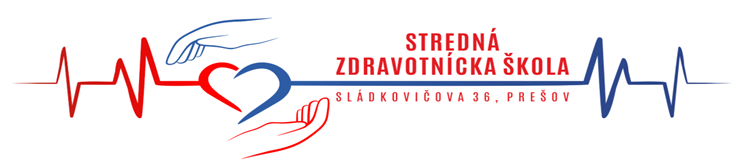 STREDNÁ
ZDRAVOTNÍCKA ŠKOLA
SLÁDKOVIČOVA 36, PREŠOV